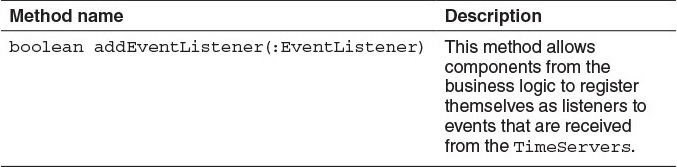 Method name Description
boolean addEventListener(:EventListener) This method allows
components from the
business logic to register
themselves as listeners to
events that are received
from the TimeServers.